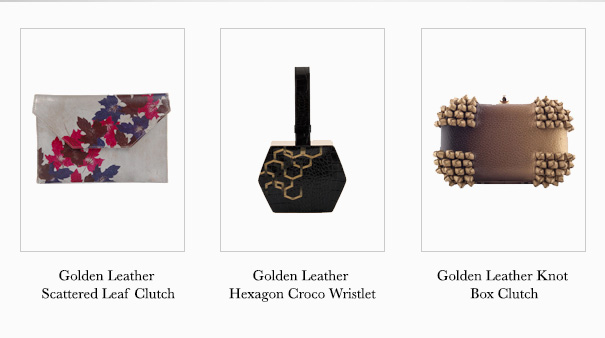 Golden Leather
Scattered Leaf Clutch
Golden Leather
Hexagon Croco Wristlet
Golden Leather Knot
Box Clutch